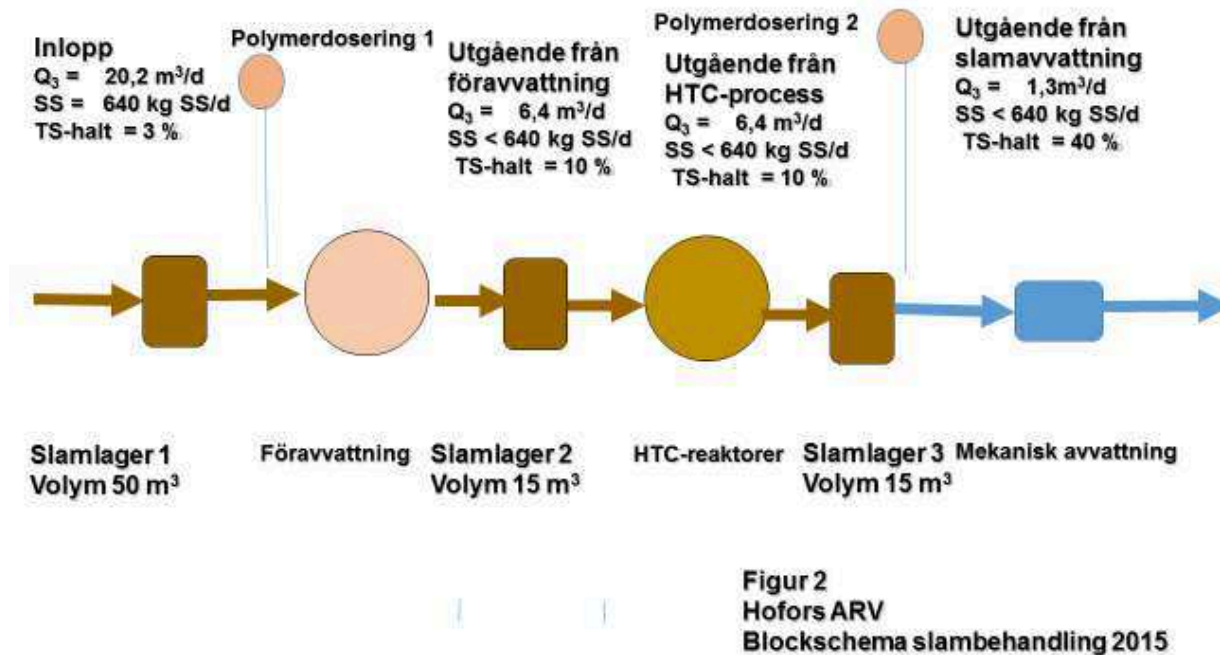 Inlopp
Q₃ = 20,2 m³/d
SS = 640 kg SS/d
TS-halt = 3 %
Polymerdosering 1
Utgående från
föravvattning
Q₃ = 6,4 m³/d
SS < 640 kg SS/d
TS-halt = 10 %
Polymerdosering 2
Utgående från
HTC-process
Q₃ = 6,4 m³/d
SS < 640 kg SS/d
TS-halt = 10 %
Utgående från
slamavvattning
Q₃ = 1,3m³/d
SS < 640 kg SS/d
TS-halt = 40 %
Slamlager 1
Volym 50 m³
Föravvattning
Slamlager 2
Volym 15 m³
HTC-reaktorer
Slamlager 3
Volym 15 m³
Mekanisk avvattning
Figur 2
Hofors ARV
Blockschema slambehandling 2015